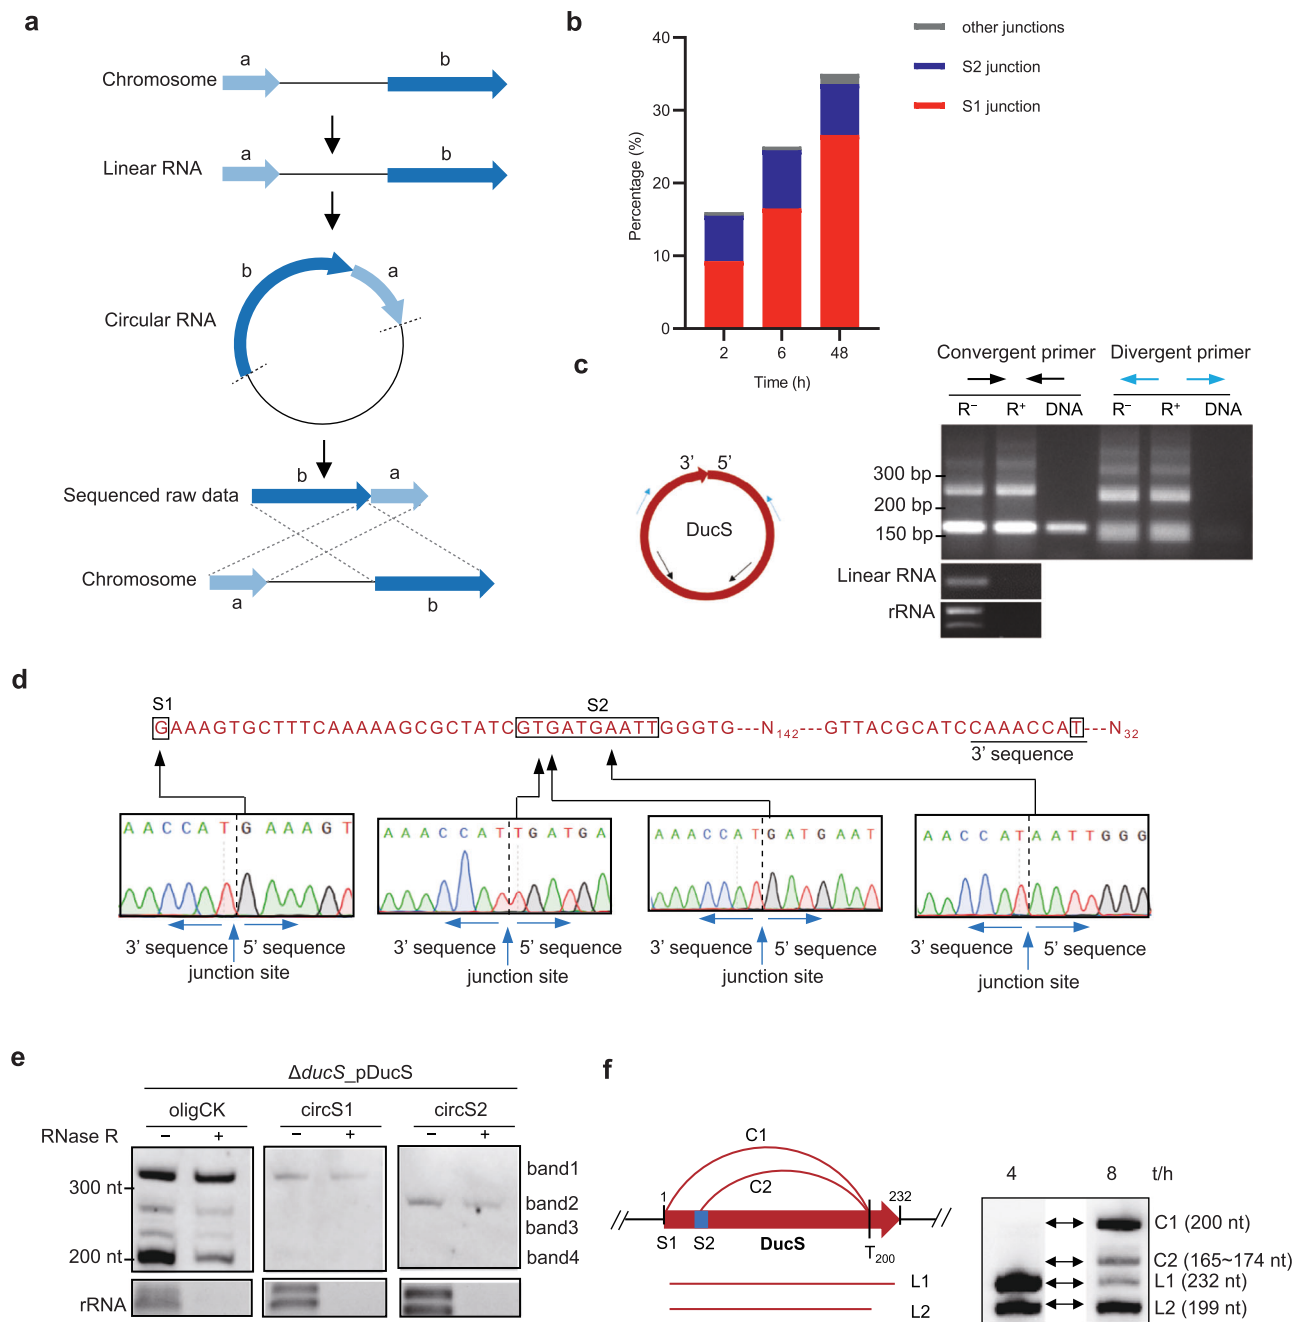 a
a
b
Chromosome
a
b
Linear RNA
b
a
Circular RNA
b
a
Sequenced raw data
Chromosome
a
b
b
other junctions
S2 junction
S1 junction
40
30
20
10
0
Percentage (%)
2
6
48
Time (h)
c
3’ 5’
DucS
Convergent primer
Divergent primer
R⁻ R⁺ DNA R⁻ R⁺ DNA
300 bp
200 bp
150 bp
Linear RNA
rRNA
d
S1
S2
GAAAGTGCTTTCAAAAAGCGCTATCGTGATGAATTGGGTG---N₁₄₂---GTTACGCATCCAAACCAT---N₃₂
3’ sequence
AACCATGAAAGT
AAACCATTGATGA
AAACCATGATGAAT
AACCATAATTGGG
3’ sequence 5’ sequence
junction site
3’ sequence 5’ sequence
junction site
3’ sequence 5’ sequence
junction site
3’ sequence 5’ sequence
junction site
e
ΔducS_pDucS
oligCK circS1 circS2
RNase R − + − + − +
300 nt
200 nt
band1
band2
band3
band4
rRNA
f
C1
C2
1
232
S1 S2 DucS T₂₀₀
L1
L2
4 8 t/h
C1 (200 nt)
C2 (165~174 nt)
L1 (232 nt)
L2 (199 nt)